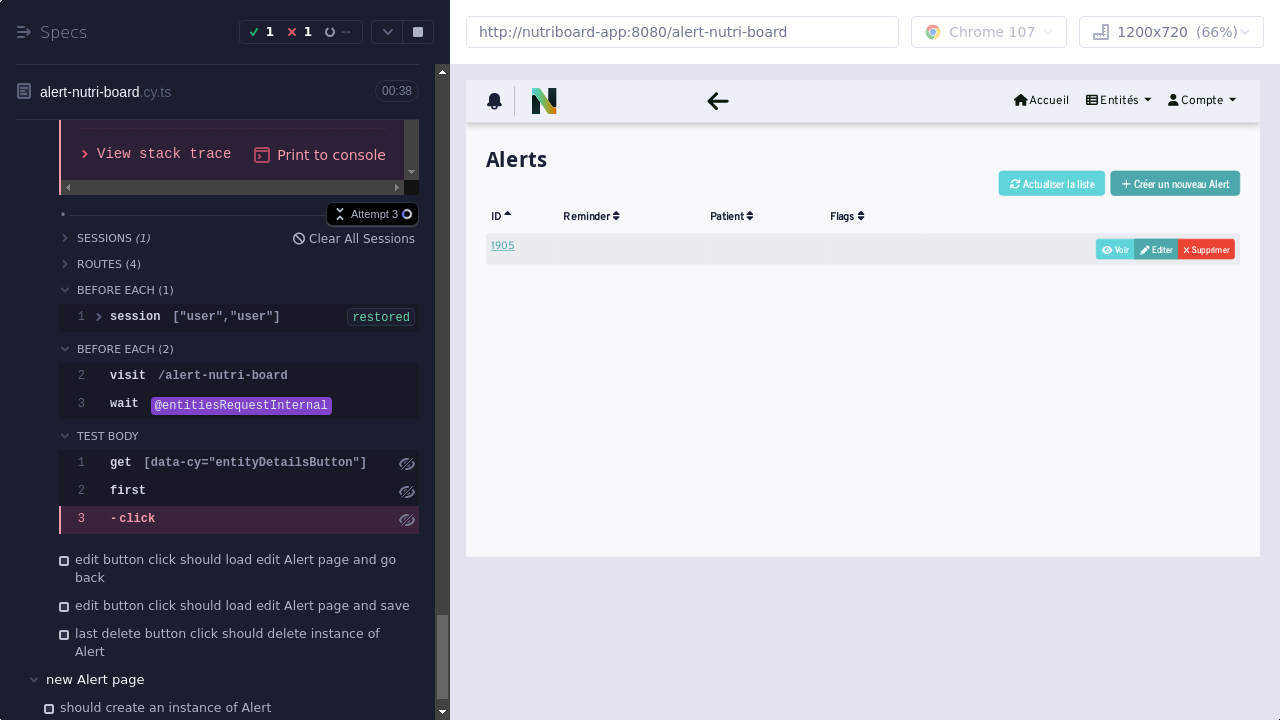 Specs
1
1
--
alert-nutri-board.cy.ts
00:38
View stack trace
Print to console
Attempt 3
SESSIONS (1)
Clear All Sessions
ROUTES (4)
BEFORE EACH (1)
1 session ["user","user"] restored
BEFORE EACH (2)
2 visit /alert-nutri-board
3 wait @entitiesRequestInternal
TEST BODY
1 get [data-cy="entityDetailsButton"]
2 first
3 -click
edit button click should load edit Alert page and go
back
edit button click should load edit Alert page and save
last delete button click should delete instance of
Alert
new Alert page
should create an instance of Alert
http://nutriboard-app:8080/alert-nutri-board
Chrome 107
1200x720 (66%)
N
Accueil
Entités
Compte
Alerts
Actualiser la liste
Créer un nouveau Alert
ID
Reminder
Patient
Flags
1905
Voir
Editer
Supprimer